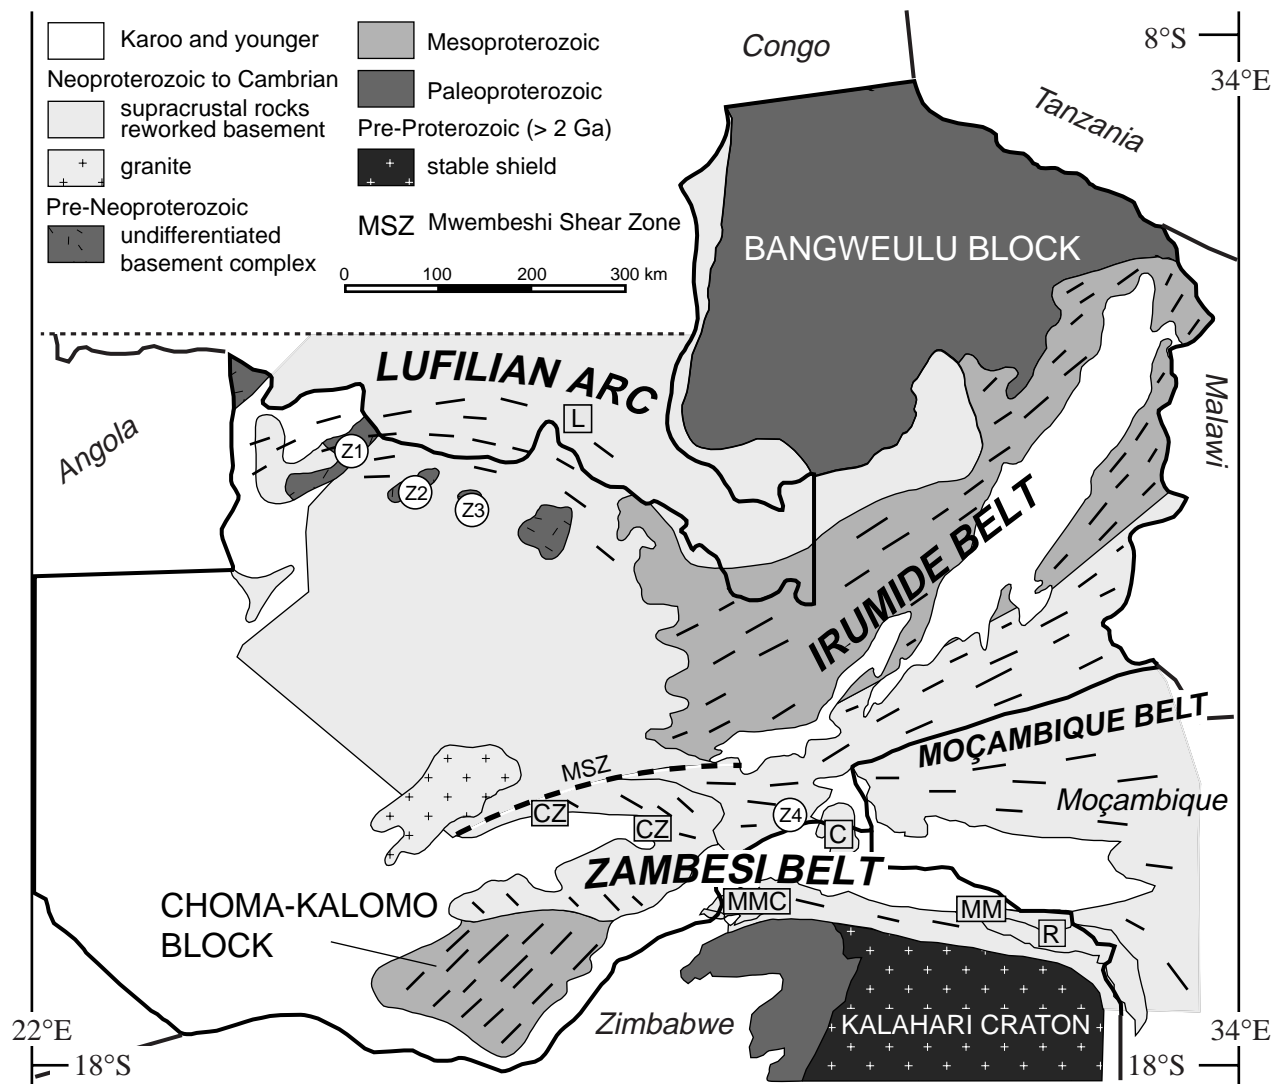 Karoo and younger
Neoproterozoic to Cambrian
supracrustal rocks
reworked basement
granite
Pre-Neoproterozoic
undifferentiated
basement complex
Mesoproterozoic
Paleoproterozoic
Pre-Proterozoic (> 2 Ga)
stable shield
MSZ Mwembeshi Shear Zone
0 100 200 300 km
Congo
8°S
34°E
Tanzania
BANGWEULU BLOCK
LUFILIAN ARC
L
Angola
Malawi
Z1
Z2
Z3
IRUMIDE BELT
MOÇAMBIQUE BELT
MSZ
Moçambique
CZ
CZ
Z4
C
ZAMBESI BELT
CHOMA-KALOMO
BLOCK
MMC
MM
R
22°E
Zimbabwe
KALAHARI CRATON
34°E
18°S
18°S